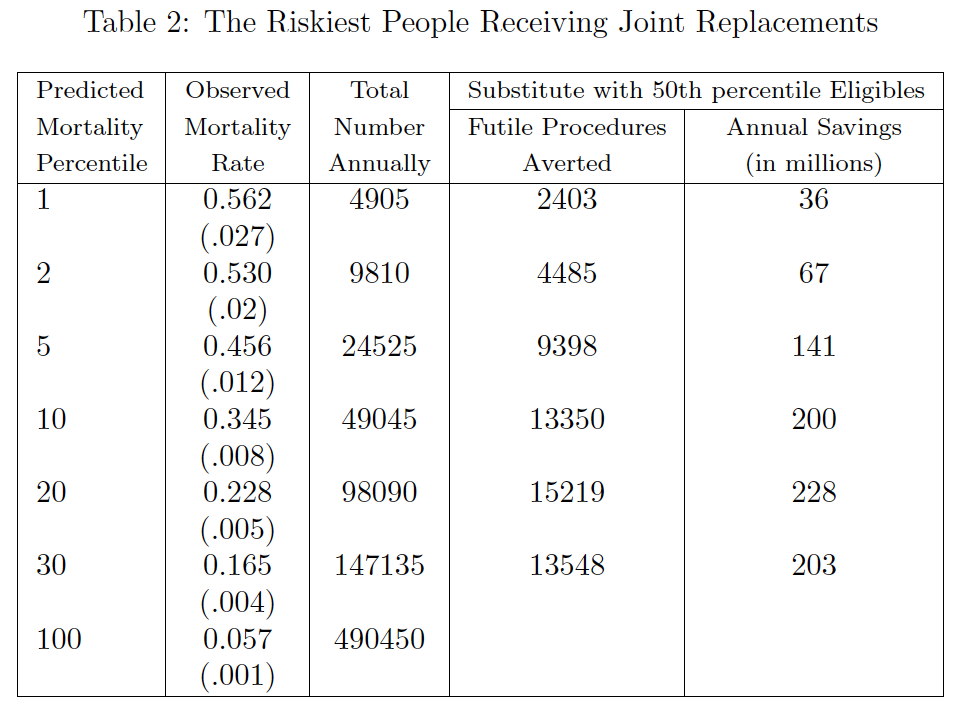 Table 2: The Riskiest People Receiving Joint Replacements
Predicted Observed Total Substitute with 50th percentile Eligibles
Mortality Mortality Number Futile Procedures Annual Savings
Percentile Rate Annually Averted (in millions)
1 0.562 4905 2403 36
(.027)
2 0.530 9810 4485 67
(.02)
5 0.456 24525 9398 141
(.012)
10 0.345 49045 13350 200
(.008)
20 0.228 98090 15219 228
(.005)
30 0.165 147135 13548 203
(.004)
100 0.057 490450
(.001)